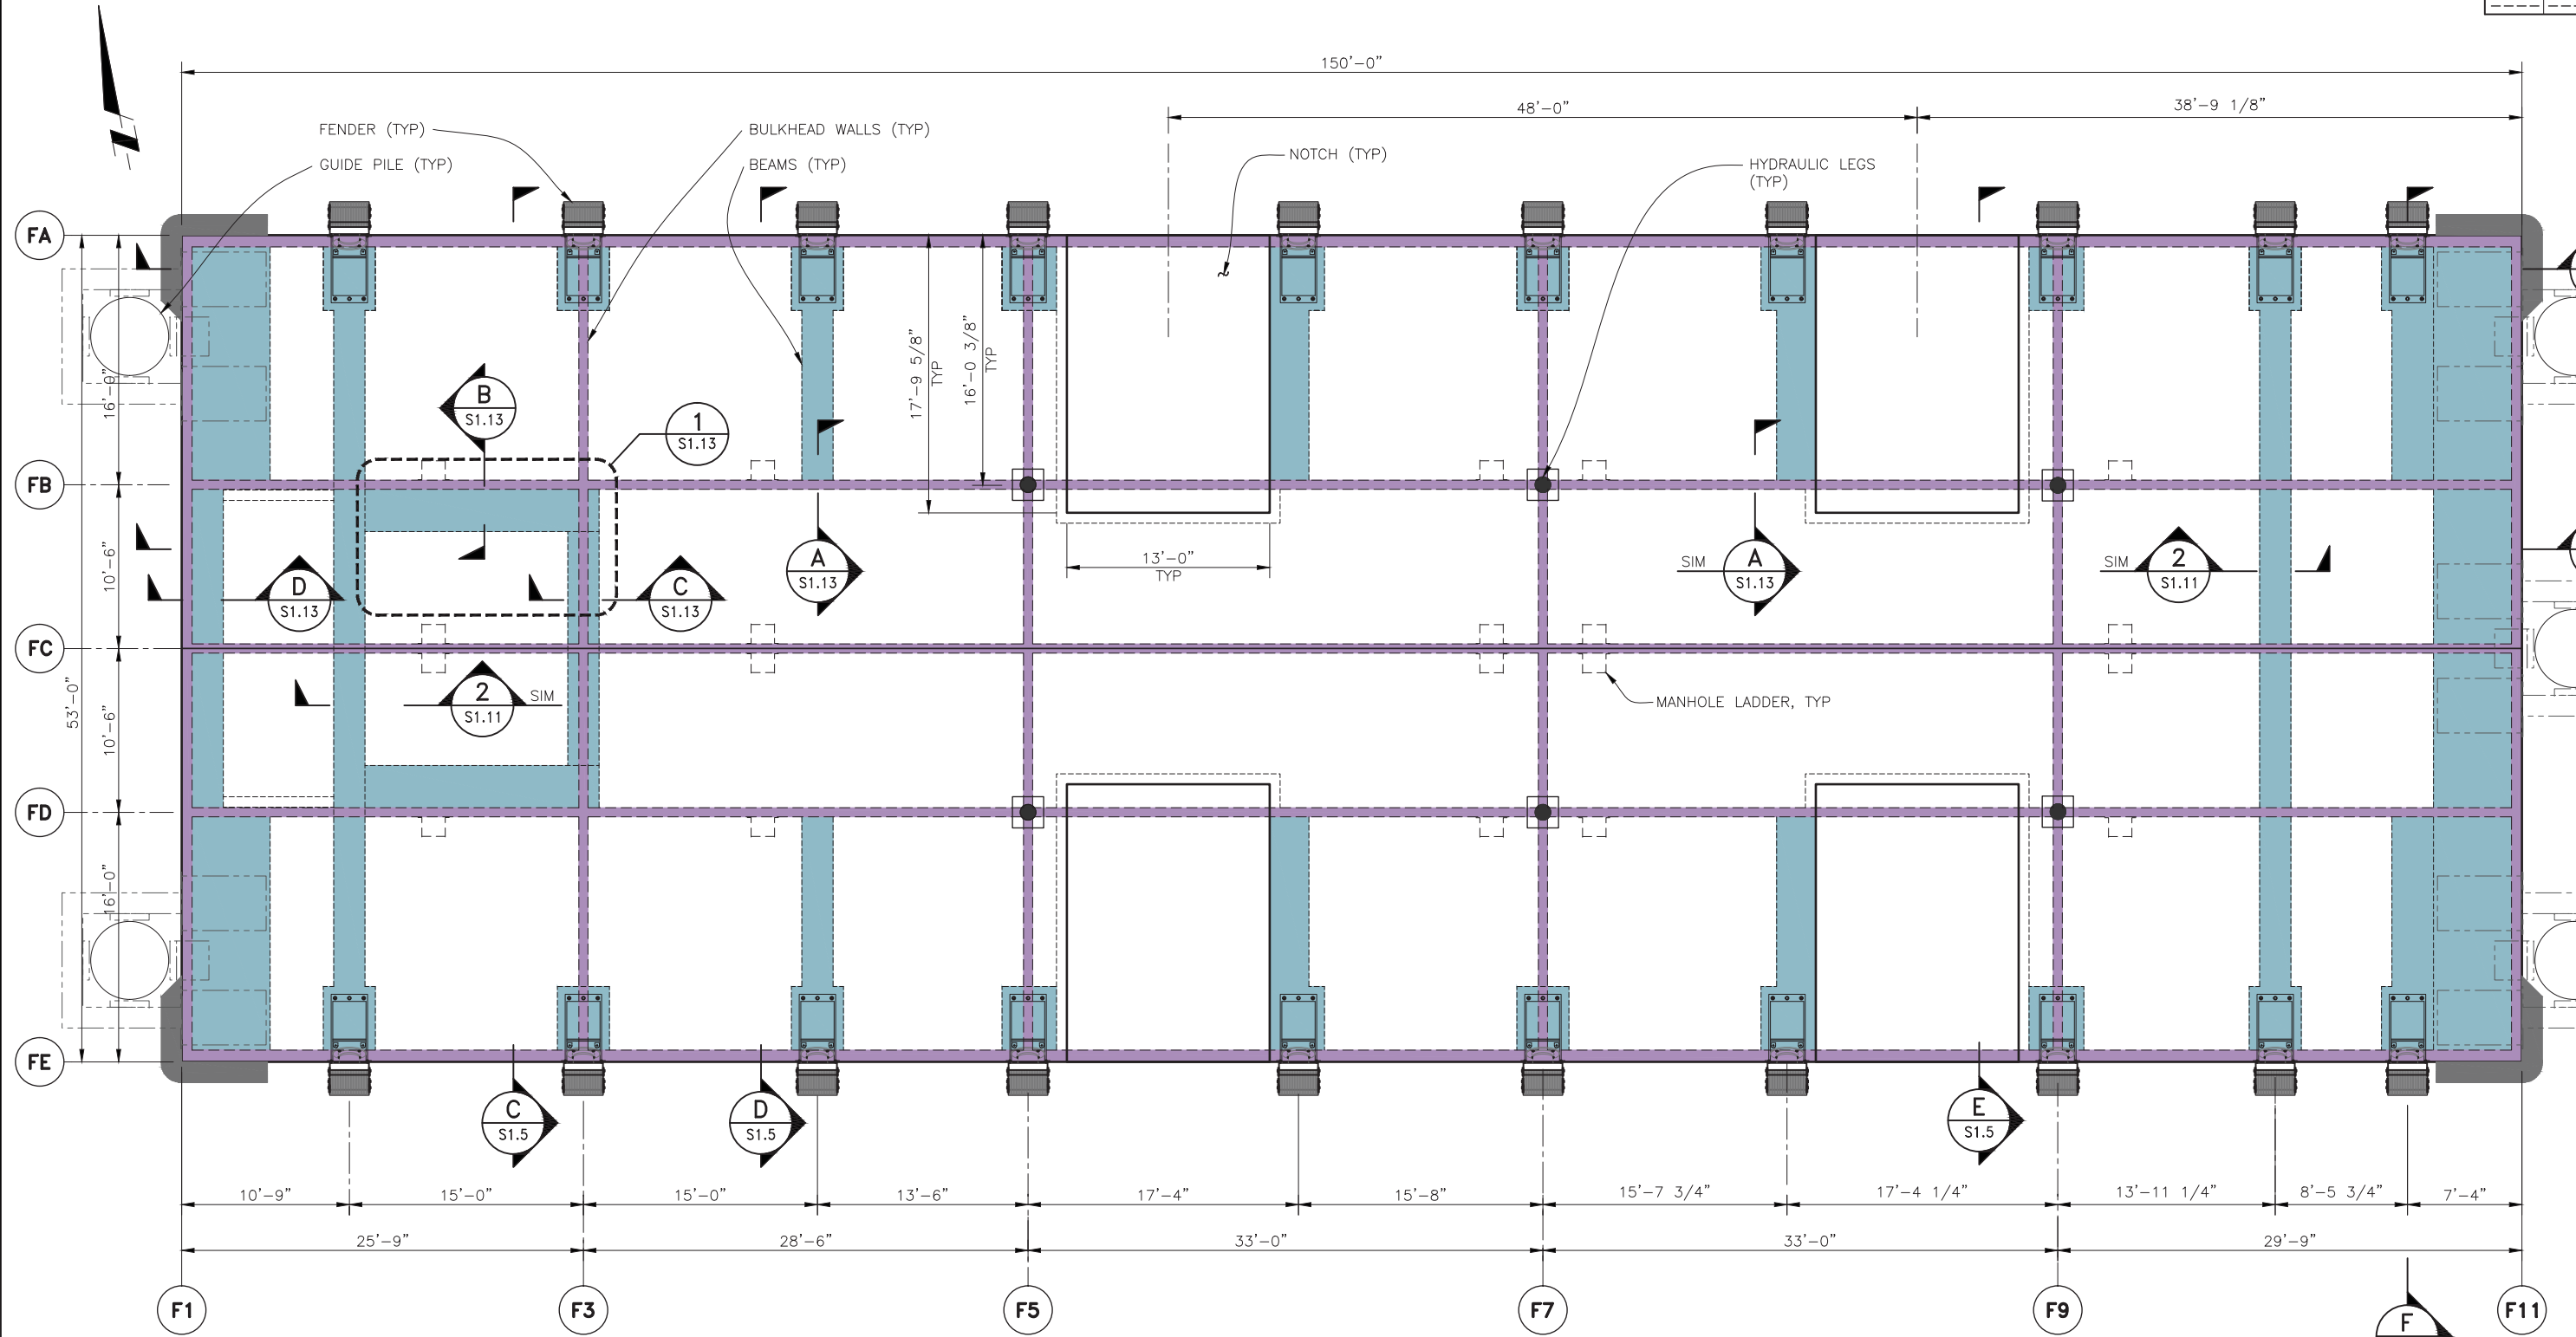 150'-0"
48'-0"
38'-9 1/8"
FENDER (TYP)
GUIDE PILE (TYP)
BULKHEAD WALLS (TYP)
BEAMS (TYP)
NOTCH (TYP)
HYDRAULIC LEGS
(TYP)
Z
FA
FB
FC
FD
FE
16'-0"
10'-6"
53'-0"
10'-6"
16'-0"
17'-9 5/8"
TYP
16'-0 3/8"
TYP
B
S1.13
1
S1.13
D
S1.13
C
S1.13
A
S1.13
13'-0"
TYP
SIM
A
S1.13
SIM
2
S1.11
2
S1.11
SIM
MANHOLE LADDER, TYP
C
S1.5
D
S1.5
E
S1.5
10'-9"
15'-0"
15'-0"
13'-6"
17'-4"
15'-8"
15'-7 3/4"
17'-4 1/4"
13'-11 1/4"
8'-5 3/4"
7'-4"
25'-9"
28'-6"
33'-0"
33'-0"
29'-9"
F1
F3
F5
F7
F9
F11
F